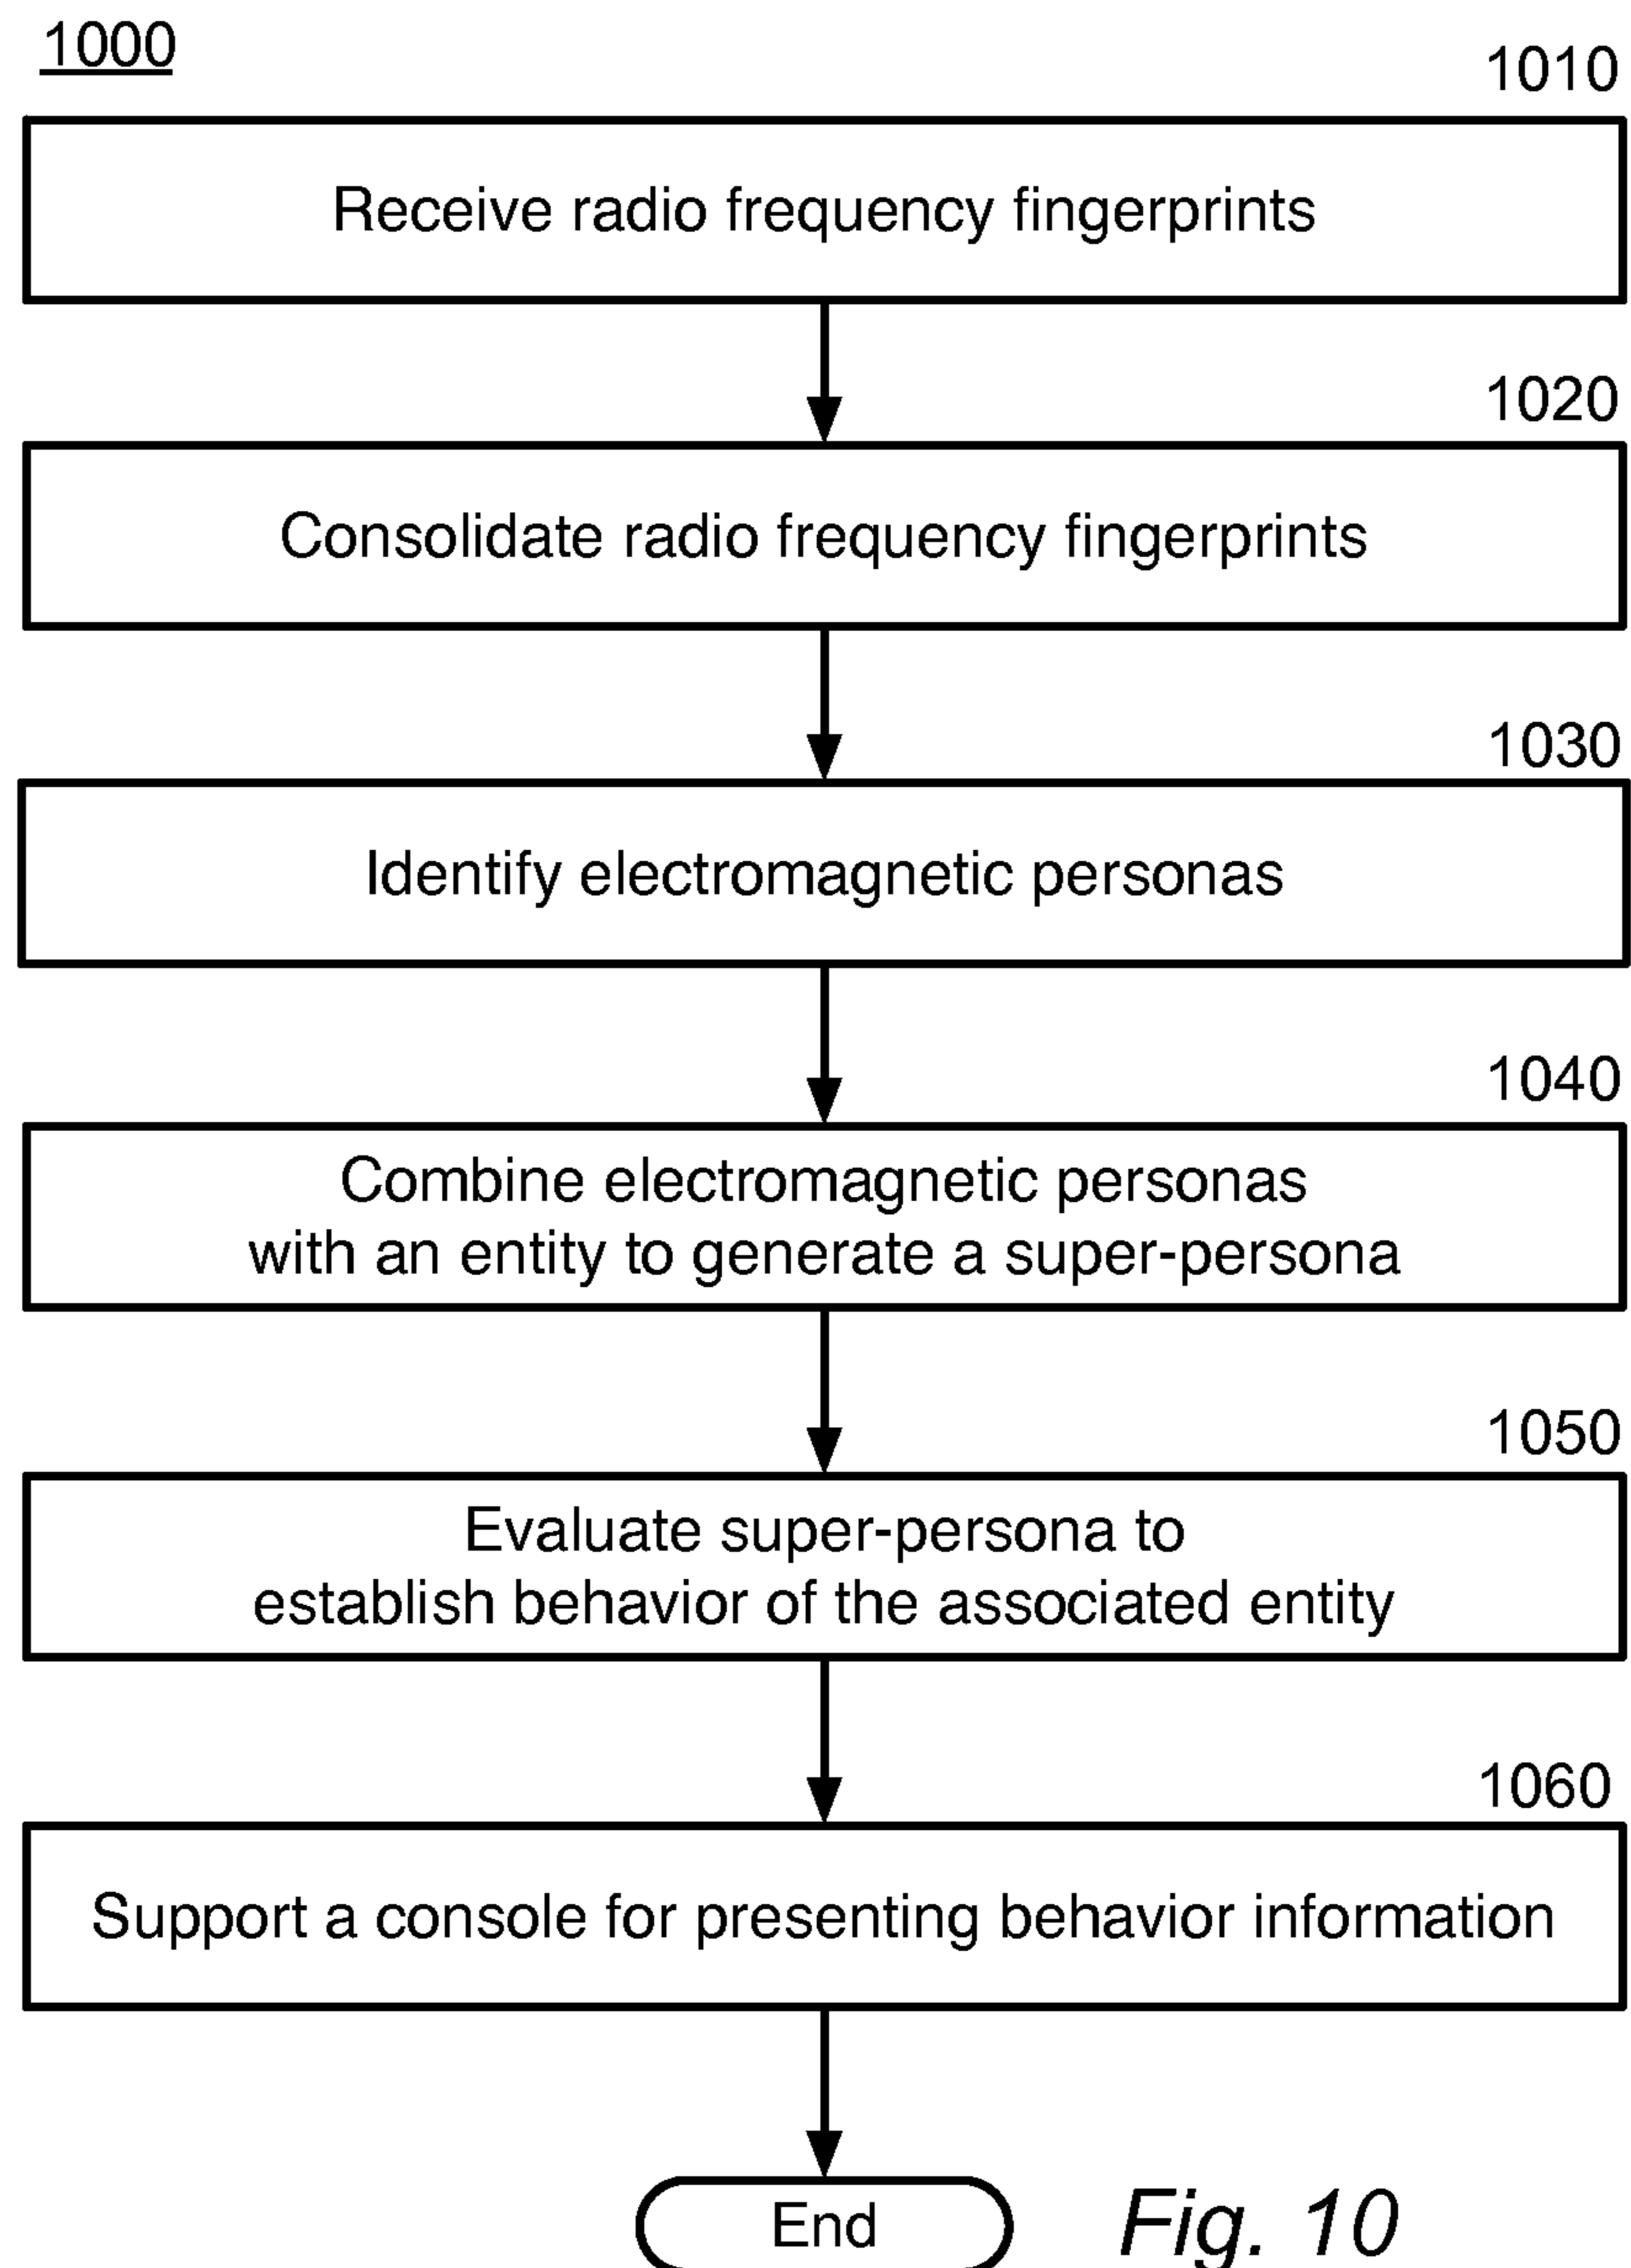 1000
1010
Receive radio frequency fingerprints
1020
Consolidate radio frequency fingerprints
1030
Identify electromagnetic personas
1040
Combine electromagnetic personas
with an entity to generate a super-persona
1050
Evaluate super-persona to
establish behavior of the associated entity
1060
Support a console for presenting behavior information
End
Fig. 10